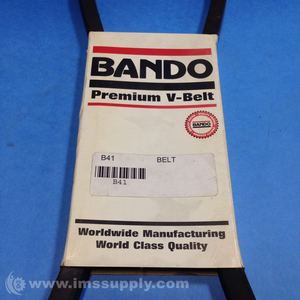 BANDO
Premium V-Belt
BANDO
B41 BELT
B41
Worldwide Manufacturing
World Class Quality
© www.imssupply.com